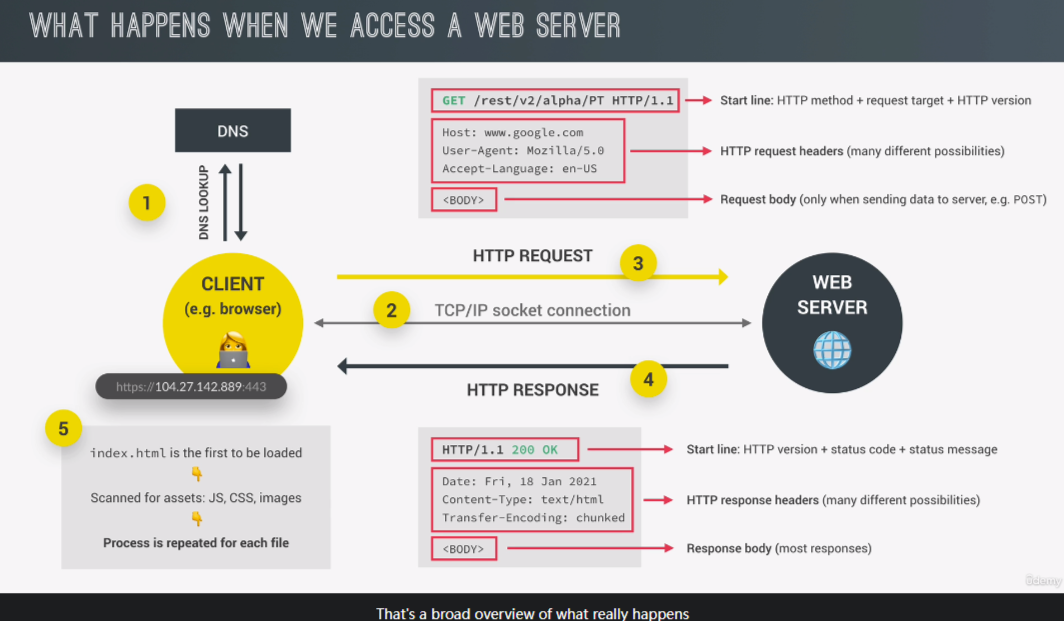 WHAT HAPPENS WHEN WE ACCESS A WEB SERVER
DNS
DNS LOOKUP
1
GET /rest/v2/alpha/PT HTTP/1.1
Start line: HTTP method + request target + HTTP version
Host: www.google.com
User-Agent: Mozilla/5.0
Accept-Language: en-US
HTTP request headers (many different possibilities)
<BODY>
Request body (only when sending data to server, e.g. POST)
HTTP REQUEST
3
CLIENT
(e.g. browser)
2
TCP/IP socket connection
WEB
SERVER
https://104.27.142.889:443
HTTP RESPONSE
4
5
index.html is the first to be loaded
Scanned for assets: JS, CSS, images
Process is repeated for each file
HTTP/1.1 200 OK
Start line: HTTP version + status code + status message
Date: Fri, 18 Jan 2021
Content-Type: text/html
Transfer-Encoding: chunked
HTTP response headers (many different possibilities)
<BODY>
Response body (most responses)
ûdemy
That's a broad overview of what really happens